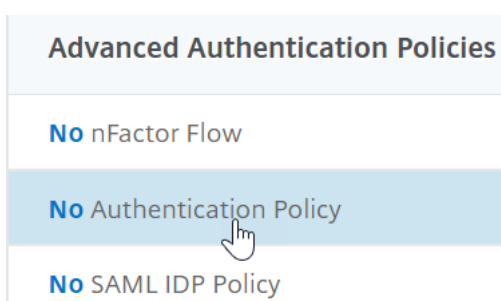 Advanced Authentication Policies
No nFactor Flow
No Authentication Policy
No SAML IDP Policy